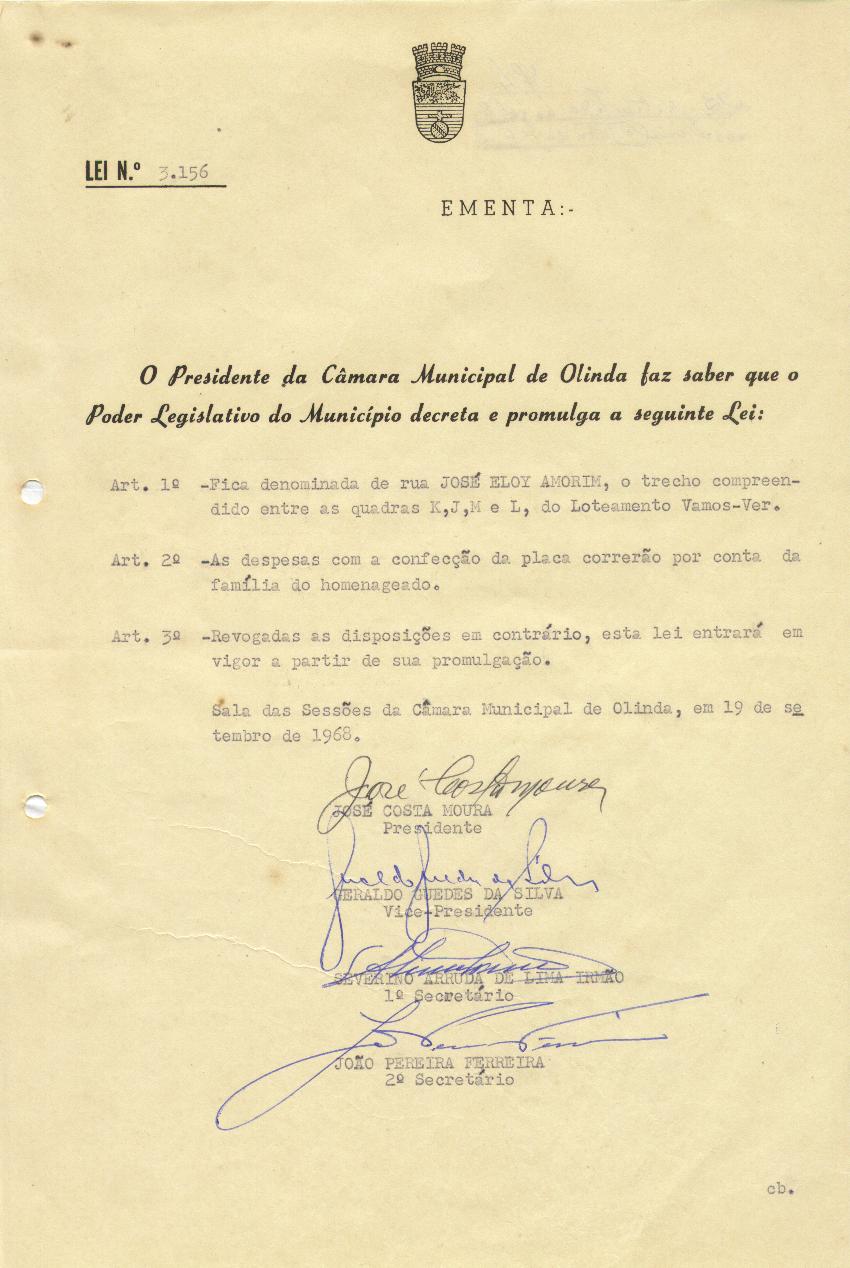 LEI N.º 3.156
EMENTA:-
O Presidente da Câmara Municipal de Olinda faz saber que o
Poder Legislativo do Município decreta e promulga a seguinte Lei:
Art. 1º -Fica denominada de rua JOSÉ ELOY AMORIM, o trecho compreen-
dido entre as quadras K,J,M e L, do Loteamento Vamos-Ver.
Art. 2º -As despesas com a confecção da placa correrão por conta da
família do homenageado.
Art. 3º -Revogadas as disposições em contrário, esta lei entrará em
vigor a partir de sua promulgação.
Sala das Sessões da Câmara Municipal de Olinda, em 19 de se
tembro de 1968.
José Costa Moura
JOSÉ COSTA MOURA
Presidente
Geraldo Guedes da Silva
GERALDO GUEDES DA SILVA
Vice-Presidente
SEVERINO ARRUDA DE LIMA IRMÃO
1º Secretário
JOÃO PEREIRA FERREIRA
2º Secretário
cb.